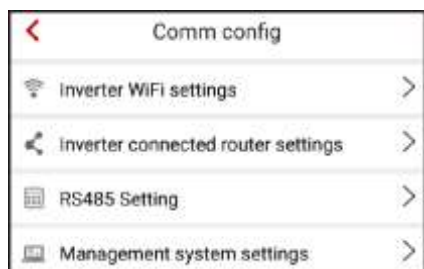 Comm config
Inverter WiFi settings
Inverter connected router settings
RS485 Setting
Management system settings